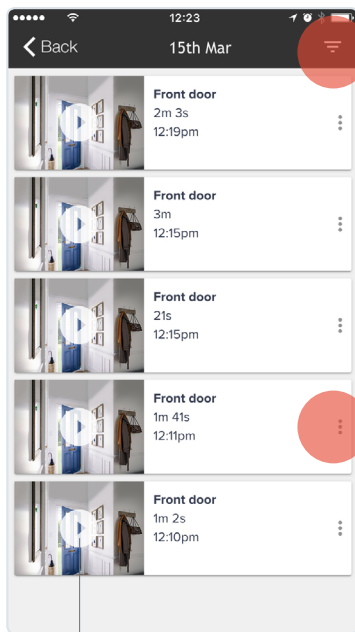 12:23
Back
15th Mar
Front door
2m 3s
12:19pm
Front door
3m
12:15pm
Front door
21s
12:15pm
Front door
1m 41s
12:11pm
Front door
1m 2s
12:10pm